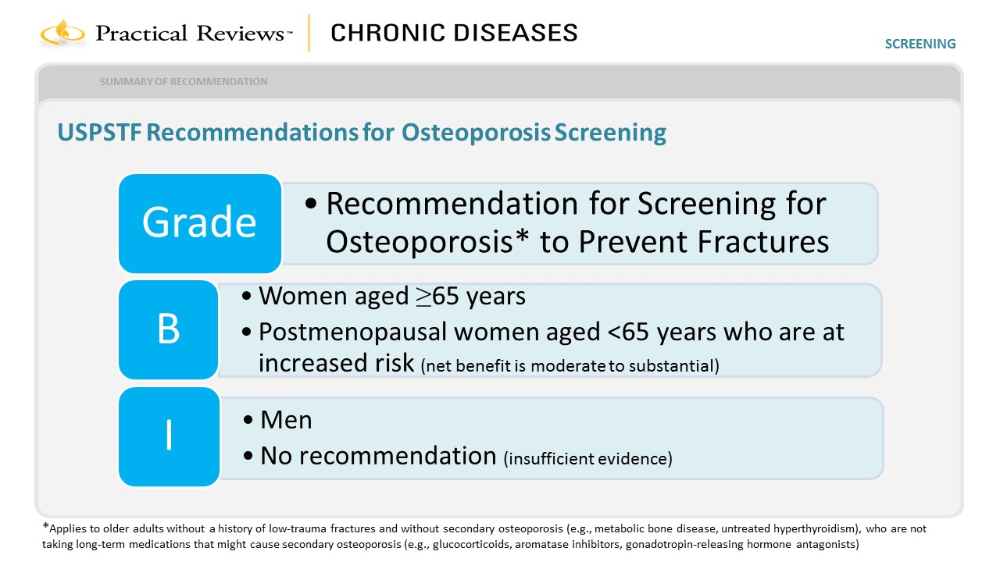 Practical Reviews™ | CHRONIC DISEASES
SCREENING
SUMMARY OF RECOMMENDATION
USPSTF Recommendations for Osteoporosis Screening
Grade
• Recommendation for Screening for
Osteoporosis* to Prevent Fractures
B
• Women aged ≥65 years
• Postmenopausal women aged <65 years who are at
increased risk (net benefit is moderate to substantial)
I
• Men
• No recommendation (insufficient evidence)
*Applies to older adults without a history of low-trauma fractures and without secondary osteoporosis (e.g., metabolic bone disease, untreated hyperthyroidism), who are not
taking long-term medications that might cause secondary osteoporosis (e.g., glucocorticoids, aromatase inhibitors, gonadotropin-releasing hormone antagonists)